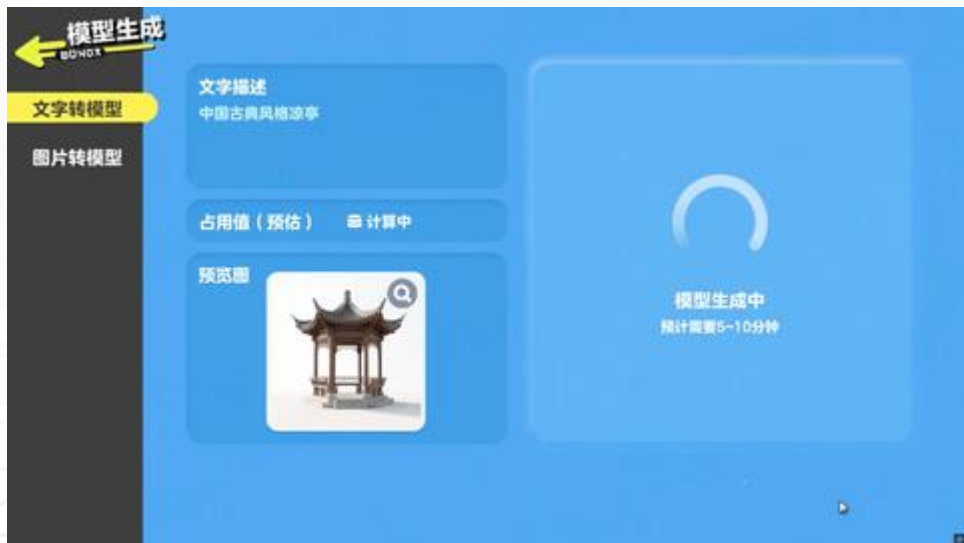 模型生成
文字转模型
图片转模型
文字描述
中国古典风格凉亭
占用值（预估） 计算中
预览图
模型生成中
预计需要5~10分钟